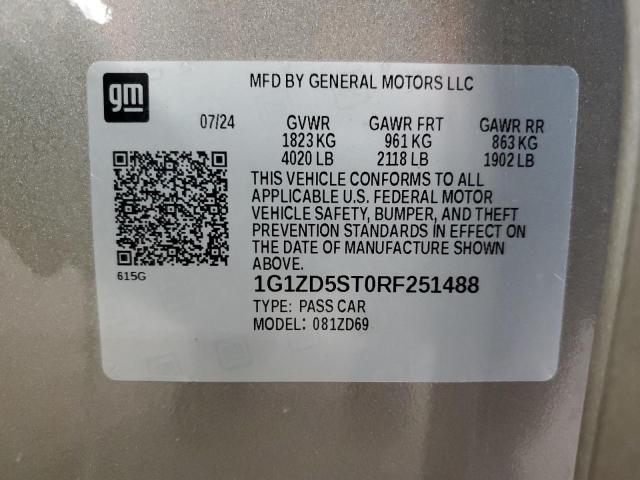 gm
MFD BY GENERAL MOTORS LLC
07/24 GVWR GAWR FRT GAWR RR
1823 KG 961 KG 863 KG
4020 LB 2118 LB 1902 LB
THIS VEHICLE CONFORMS TO ALL
APPLICABLE U.S. FEDERAL MOTOR
VEHICLE SAFETY, BUMPER, AND THEFT
PREVENTION STANDARDS IN EFFECT ON
THE DATE OF MANUFACTURE SHOWN
ABOVE.
615G
1G1ZD5ST0RF251488
TYPE: PASS CAR
MODEL: 081ZD69